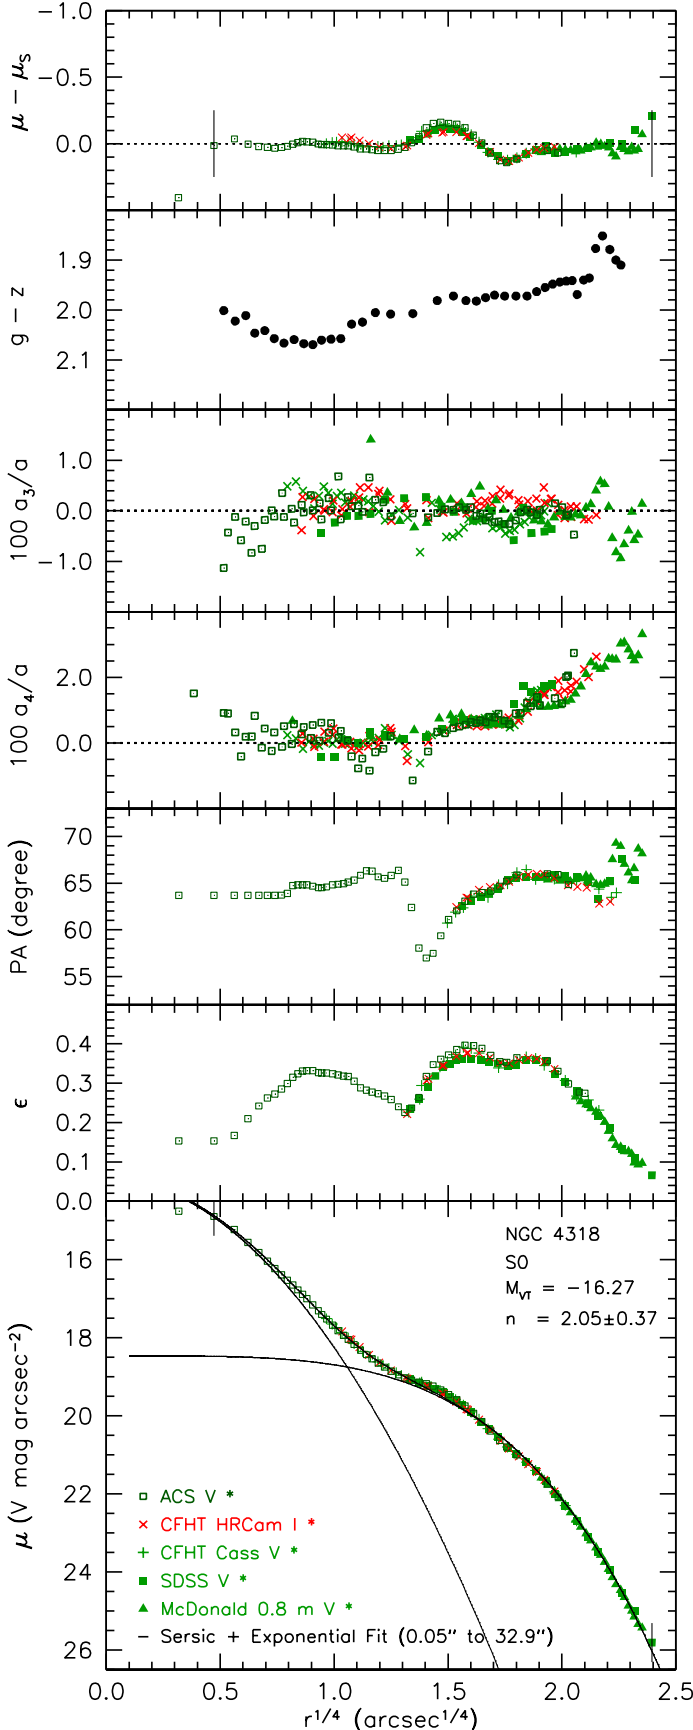 −1.0
−0.5
0.0
μ − μS
1.9
2.0
2.1
g − z
1.0
0.0
−1.0
100 a3/a
2.0
0.0
100 a4/a
70
65
60
55
PA (degree)
0.4
0.3
0.2
0.1
0.0
ε
NGC 4318
S0
MVT = −16.27
n = 2.05±0.37
16
18
20
22
24
26
μ (V mag arcsec−2)
ACS V *
CFHT HRCam I *
CFHT Cass V *
SDSS V *
McDonald 0.8 m V *
− Sersic + Exponential Fit (0.05" to 32.9")
0.0 0.5 1.0 1.5 2.0 2.5
r1/4 (arcsec1/4)